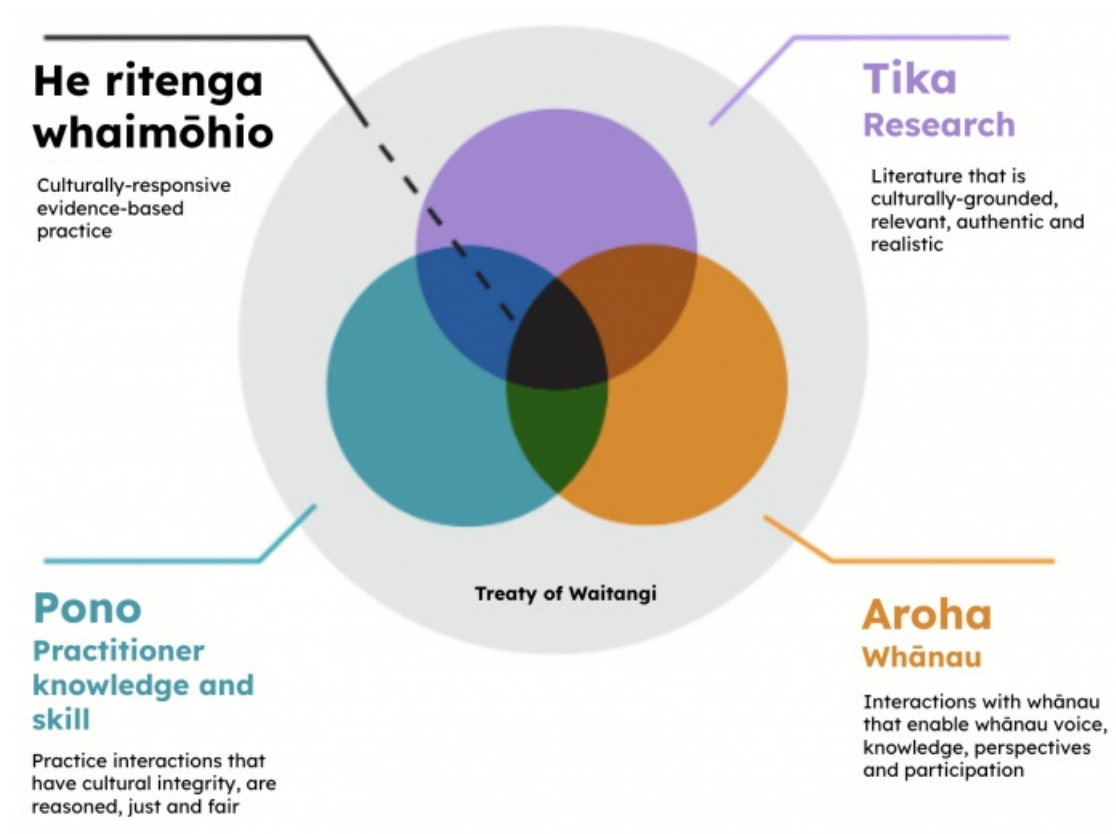 He ritenga
whaimōhio
Culturally-responsive
evidence-based
practice
Tika
Research
Literature that is
culturally-grounded,
relevant, authentic and
realistic
Treaty of Waitangi
Pono
Practitioner
knowledge and
skill
Practice interactions that
have cultural integrity, are
reasoned, just and fair
Aroha
Whānau
Interactions with whānau
that enable whānau voice,
knowledge, perspectives
and participation